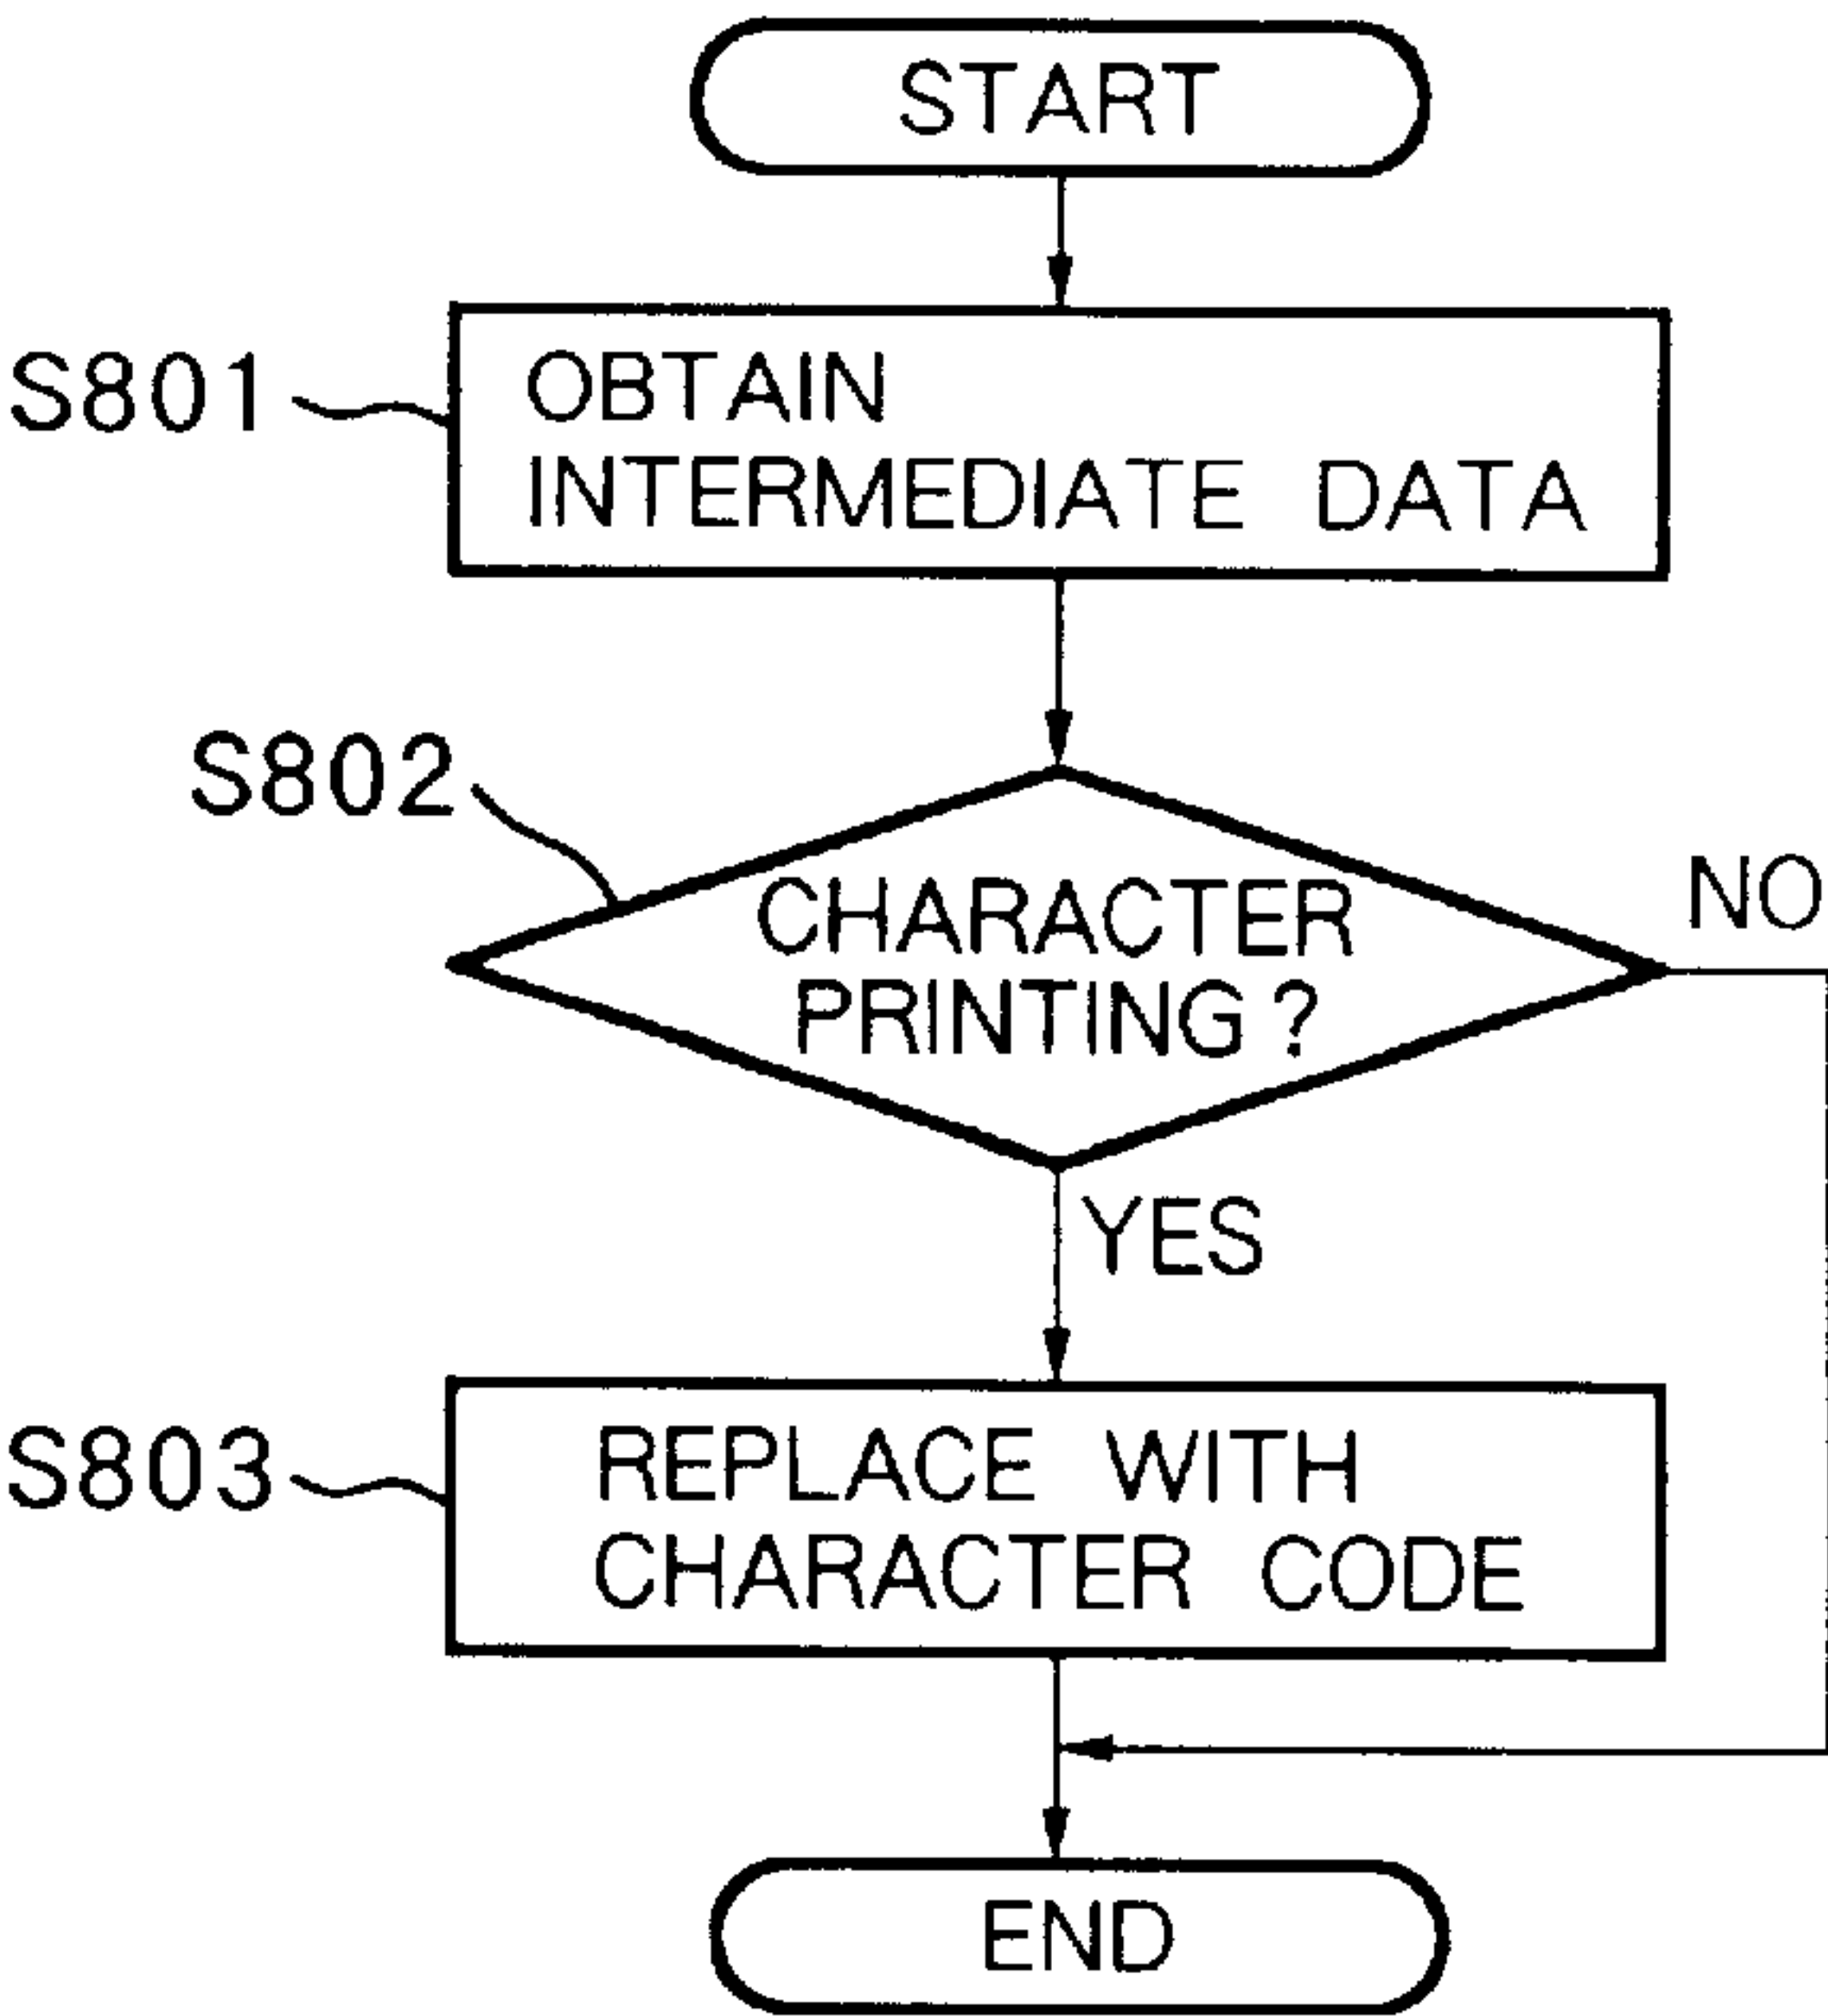 START
S801
OBTAIN
INTERMEDIATE DATA
S802
CHARACTER
PRINTING?
NO
YES
S803
REPLACE WITH
CHARACTER CODE
END